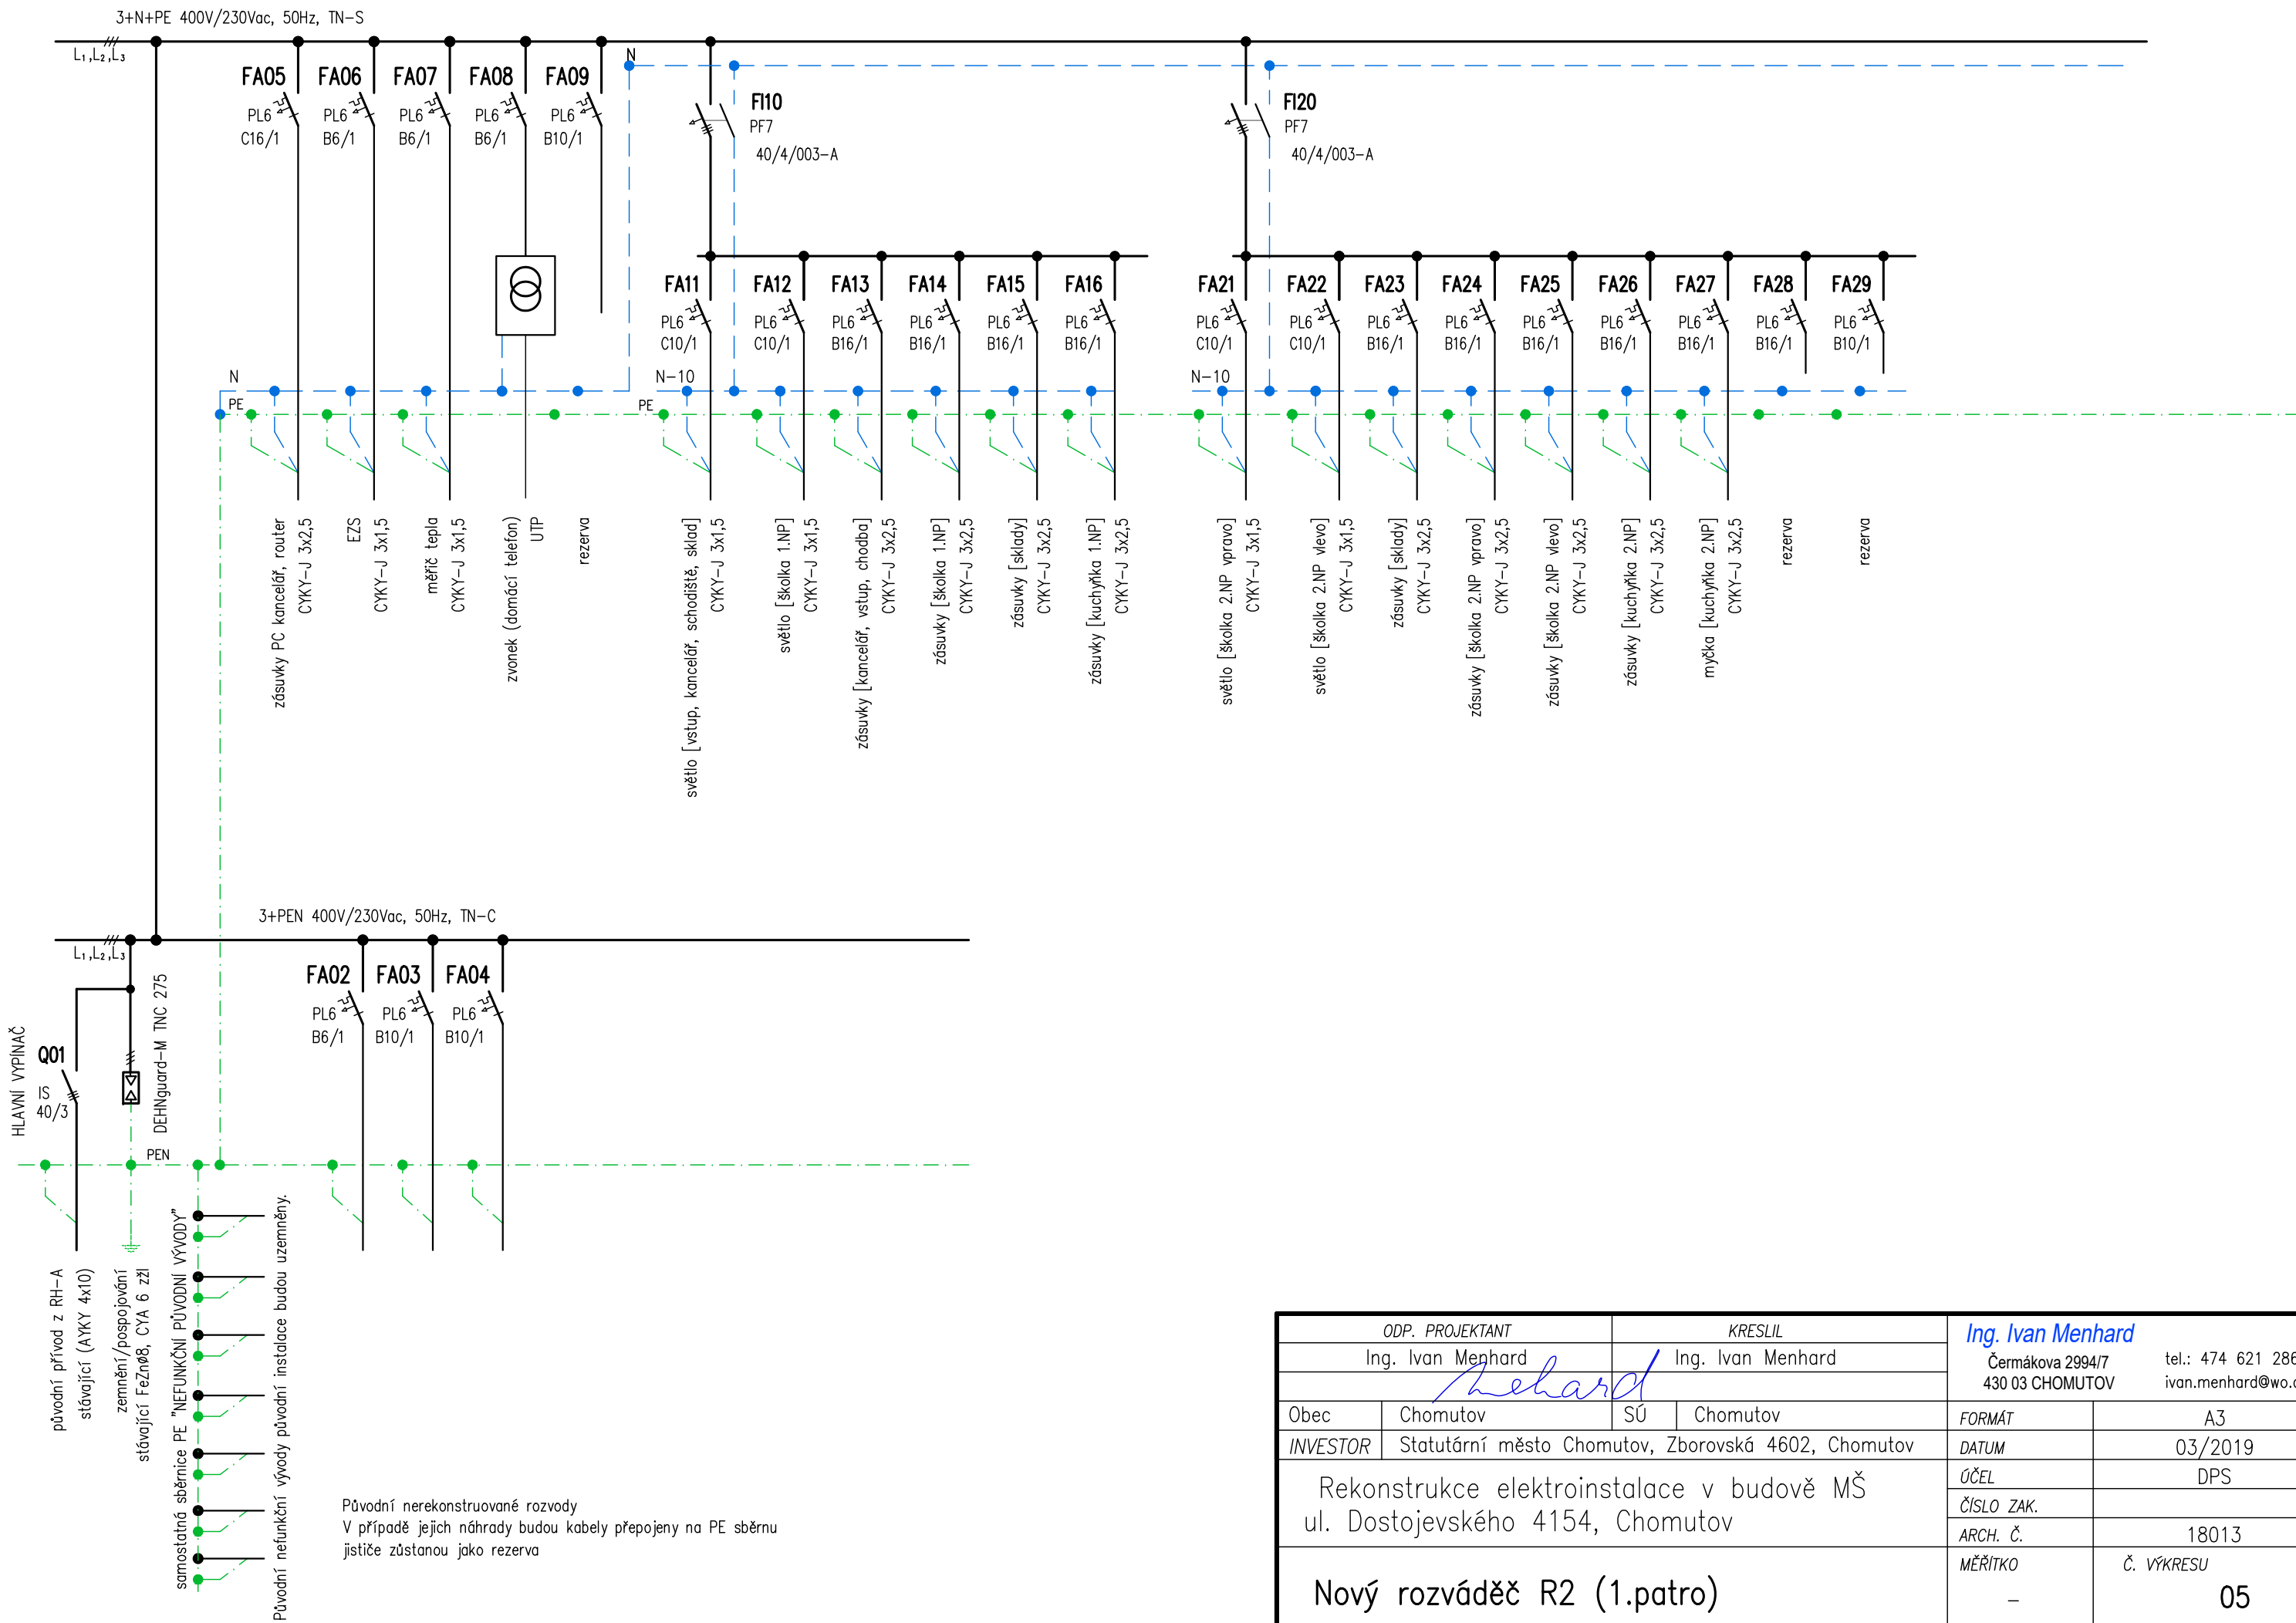 3+N+PE 400V/230Vac, 50Hz, TN-S
L1,L2,L3
N
FA05
PL6
C16/1
FA06
PL6
B6/1
FA07
PL6
B6/1
FA08
PL6
B6/1
FA09
PL6
B10/1
FI10
PF7
40/4/003-A
FI20
PF7
40/4/003-A
FA11
PL6
C10/1
FA12
PL6
C10/1
FA13
PL6
B16/1
FA14
PL6
B16/1
FA15
PL6
B16/1
FA16
PL6
B16/1
FA21
PL6
C10/1
FA22
PL6
C10/1
FA23
PL6
B16/1
FA24
PL6
B16/1
FA25
PL6
B16/1
FA26
PL6
B16/1
FA27
PL6
B16/1
FA28
PL6
B16/1
FA29
PL6
B10/1
N
PE
N-10
PE
N-10
zásuvky PC kancelář, router
CYKY-J 3x2,5
EZS
CYKY-J 3x1,5
měřič tepla
CYKY-J 3x1,5
zvonek (domácí telefon)
UTP
rezerva
světlo [vstup, kancelář, schodiště, sklad]
CYKY-J 3x1,5
světlo [školka 1.NP]
CYKY-J 3x1,5
zásuvky [kancelář, vstup, chodba]
CYKY-J 3x2,5
zásuvky [školka 1.NP]
CYKY-J 3x2,5
zásuvky [sklady]
CYKY-J 3x2,5
zásuvky [kuchyňka 1.NP]
CYKY-J 3x2,5
světlo [školka 2.NP vpravo]
CYKY-J 3x1,5
světlo [školka 2.NP vlevo]
CYKY-J 3x1,5
zásuvky [sklady]
CYKY-J 3x2,5
zásuvky [školka 2.NP vpravo]
CYKY-J 3x2,5
zásuvky [školka 2.NP vlevo]
CYKY-J 3x2,5
zásuvky [kuchyňka 2.NP]
CYKY-J 3x2,5
myčka [kuchyňka 2.NP]
CYKY-J 3x2,5
rezerva
rezerva
3+PEN 400V/230Vac, 50Hz, TN-C
L1,L2,L3
FA02
PL6
B6/1
FA03
PL6
B10/1
FA04
PL6
B10/1
HLAVNÍ VYPÍNAČ
Q01
IS
40/3
DEHNguard-M TNC 275
PEN
původní přívod z RH-A
stávající (AYKY 4x10)
zemnění/pospojování
stávající FeZnø8, CYA 6 zžl
samostatná sběrnice PE "NEFUNKČNÍ PŮVODNÍ VÝVODY"
Původní nefunkční vývody původní instalace budou uzemněny.
Původní nerekonstruované rozvody
V případě jejich náhrady budou kabely přepojeny na PE sběrnu
jističe zůstanou jako rezerva
ODP. PROJEKTANT
KRESLIL
Ing. Ivan Menhard
Ing. Ivan Menhard
Ing. Ivan Menhard
Čermákova 2994/7
430 03 CHOMUTOV
tel.: 474 621 286
ivan.menhard@wo.c
Obec
Chomutov
SÚ
Chomutov
INVESTOR
Statutární město Chomutov, Zborovská 4602, Chomutov
FORMÁT
A3
DATUM
03/2019
ÚČEL
DPS
ČÍSLO ZAK.
ARCH. Č.
18013
Rekonstrukce elektroinstalace v budově MŠ
ul. Dostojevského 4154, Chomutov
MĚŘÍTKO
-
Č. VÝKRESU
05
Nový rozváděč R2 (1.patro)